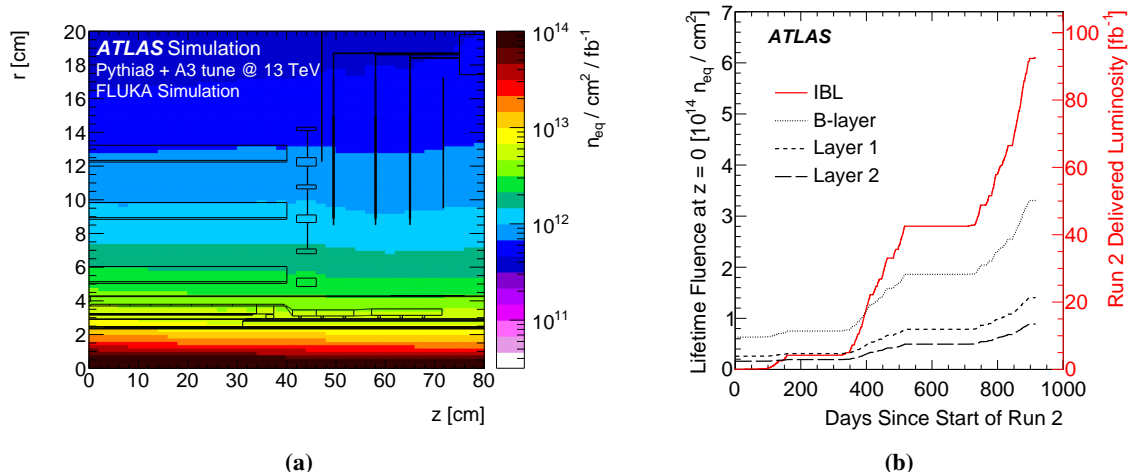 ATLAS Simulation
Pythia8 + A3 tune @ 13 TeV
FLUKA Simulation
r [cm]
20
18
16
14
12
10
8
6
4
2
0
0 10 20 30 40 50 60 70 80
z [cm]
10^14
10^13
10^12
10^11
n_eq / cm^2 / fb^-1
(a)
ATLAS
IBL
B-layer
Layer 1
Layer 2
Lifetime Fluence at z = 0 [10^14 n_eq / cm^2]
7
6
5
4
3
2
1
0
0 200 400 600 800 1000
Days Since Start of Run 2
100
80
60
40
20
0
Run 2 Delivered Luminosity [fb^-1]
(b)